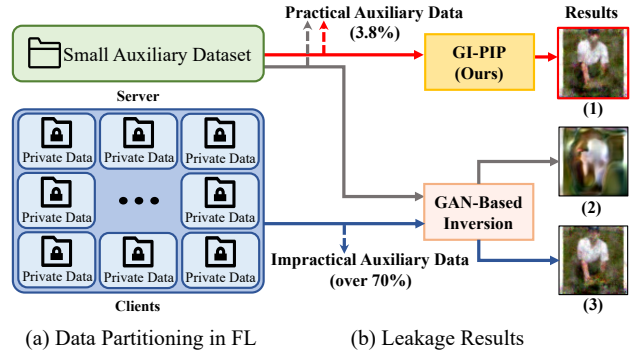 Practical Auxiliary Data
(3.8%)
Results
Small Auxiliary Dataset
GI-PIP
(Ours)
(1)
Server
Private Data
Private Data
Private Data
Private Data
Private Data
Private Data
Private Data
Private Data
GAN-Based
Inversion
(2)
Impractical Auxiliary Data
(over 70%)
(3)
Clients
(a) Data Partitioning in FL
(b) Leakage Results